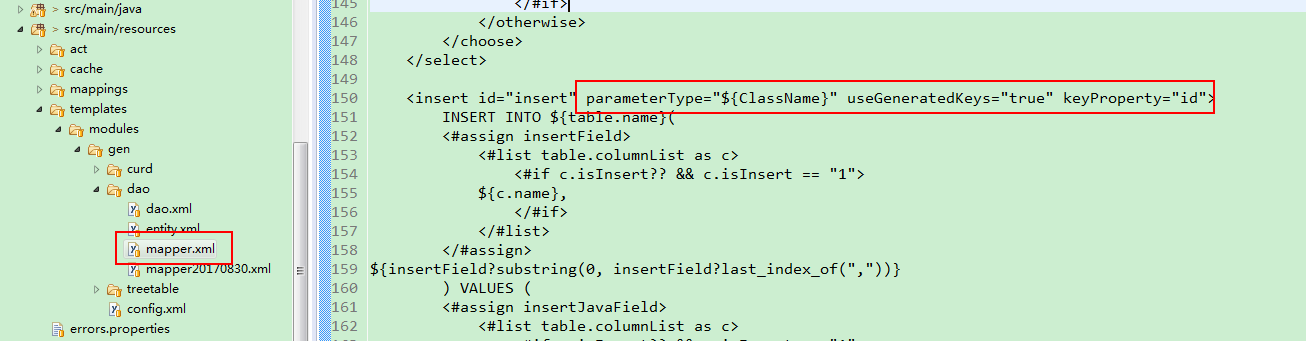 > src/main/java
> src/main/resources
act
cache
mappings
templates
modules
gen
curd
dao
dao.xml
entity.xml
mapper.xml
mapper20170830.xml
treetable
config.xml
errors.properties
145 </#if>
146 </otherwise>
147 </choose>
148 </select>
149
150 <insert id="insert" parameterType="${ClassName}" useGeneratedKeys="true" keyProperty="id">
151 INSERT INTO ${table.name}(
152 <#assign insertField>
153 <#list table.columnList as c>
154 <#if c.isInsert?? && c.isInsert == "1">
155 ${c.name},
156 </#if>
157 </#list>
158 </#assign>
159 ${insertField?substring(0, insertField?last_index_of(","))}
160 ) VALUES (
161 <#assign insertJavaField>
162 <#list table.columnList as c>